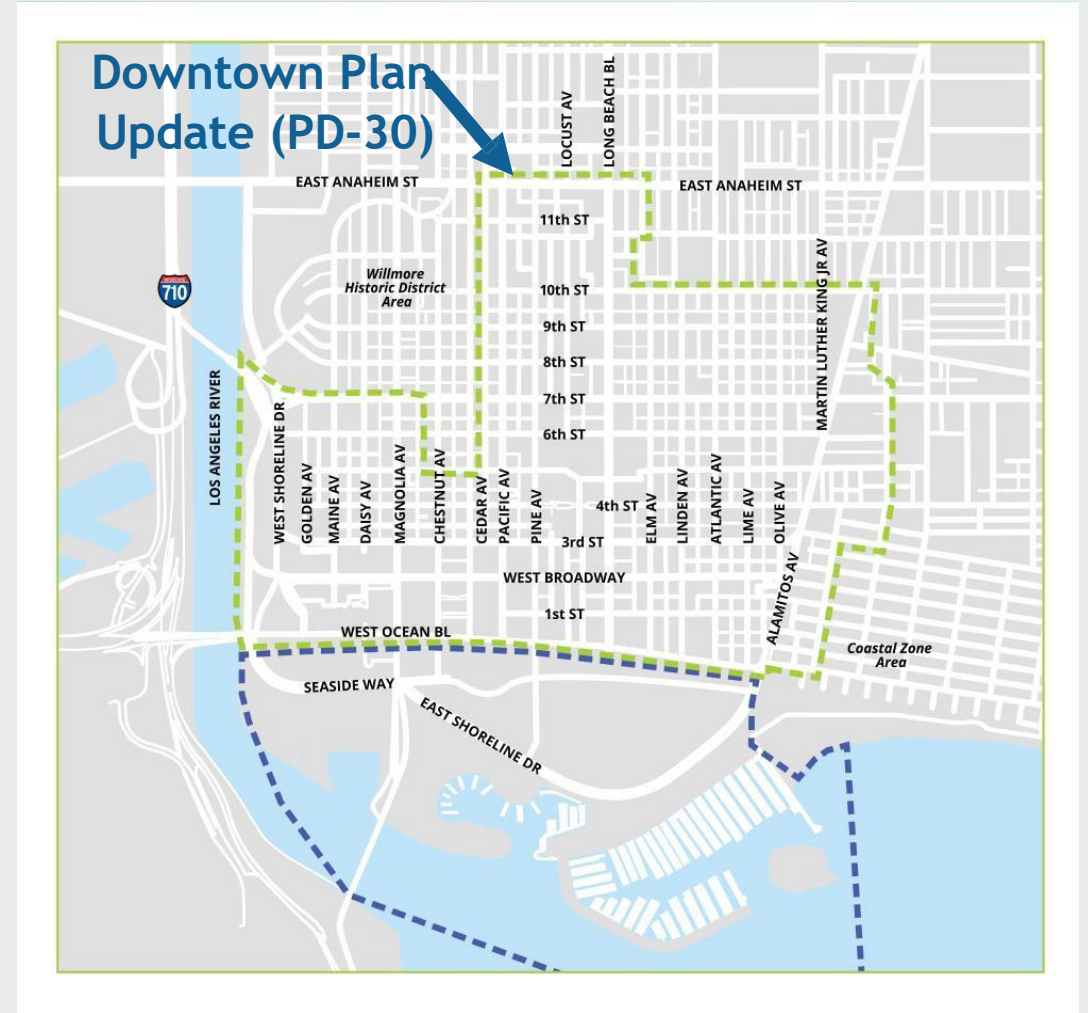 Downtown Plan
Update (PD-30)
LOCUST AV
LONG BEACH BL
EAST ANAHEIM ST
EAST ANAHEIM ST
11th ST
Willmore
Historic District
Area
INTERSTATE
710
10th ST
MARTIN LUTHER KING JR AV
9th ST
8th ST
7th ST
6th ST
LOS ANGELES RIVER
WEST SHORELINE DR
GOLDEN AV
MAINE AV
DAISY AV
MAGNOLIA AV
CHESTNUT AV
CEDAR AV
PACIFIC AV
PINE AV
4th ST
ELM AV
LINDEN AV
ATLANTIC AV
LIME AV
OLIVE AV
3rd ST
WEST BROADWAY
1st ST
ALAMITOS AV
WEST OCEAN BL
Coastal Zone
Area
SEASIDE WAY
EAST SHORELINE DR